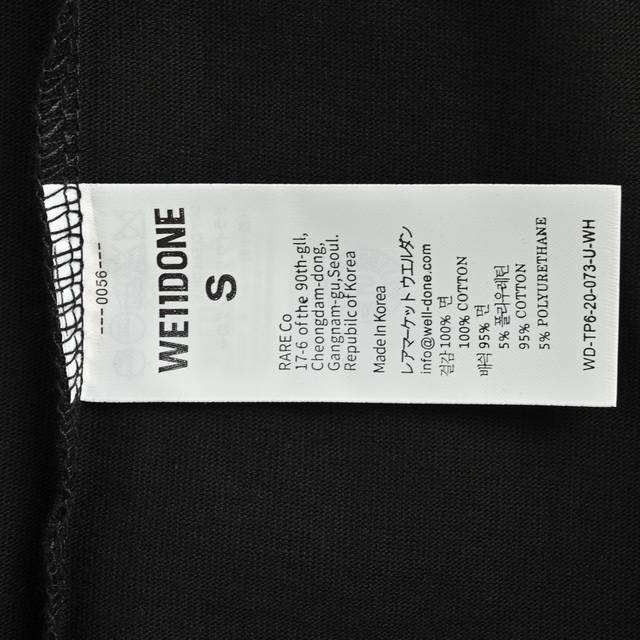 ---0056---
WE11DONE
S
RARE Co
17-6 of the 90th-gil,
Cheongdam-dong,
Gangnam-gu, Seoul.
Republic of Korea
Made in Korea
レアマーケット ウエルダン
info@well-done.com
겉감 100% 면
100% COTTON
배색 95% 면
5% 폴리우레탄
95% COTTON
5% POLYURETHANE
WD-TP6-20-073-U-WH